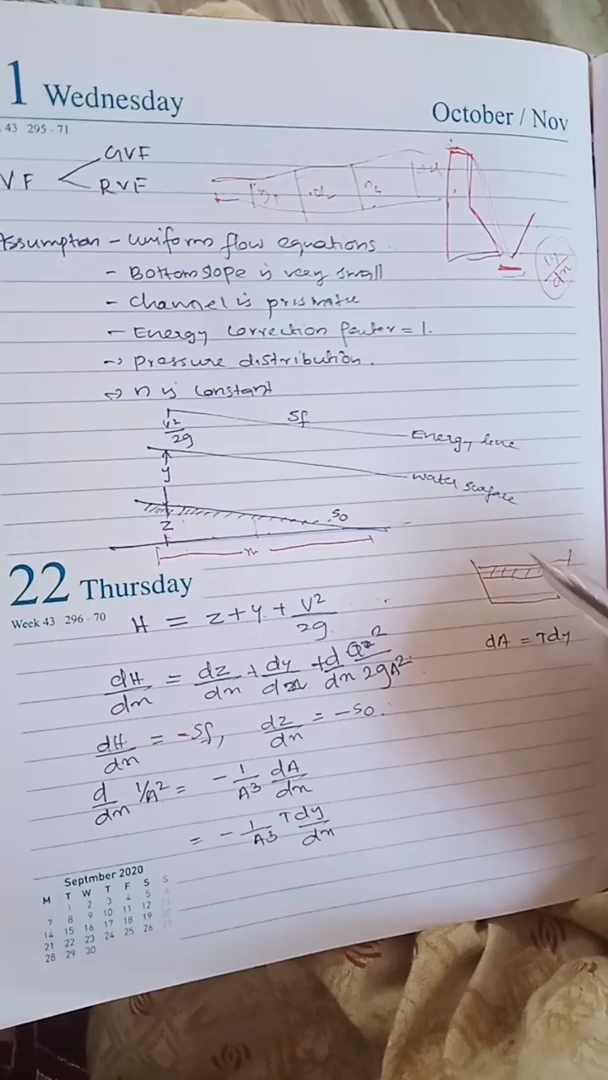 1 Wednesday
October / Nov
43 295-71
GVF
VF
RVF
Assumption - uniform flow equations
- Bottom slope is very small
- channel is prismatic
- Energy correction factor = 1.
-> pressure distribution.
-> n is constant
V²/2g
Sf
Energy line
y
water surface
z
So
x
22 Thursday
Week 43 296-70
H = z + y + V²/2g
dA = Tdy
dH/dx = dz/dx + dy/dx + d/dx Q²/2gA²
dH/dx = -Sf, dz/dx = -So.
d/dx 1/A² = -1/A³ dA/dx
= -1/A³ Tdy/dx
Septmber 2020
M T W T F S S
1 2 3 4 5 6
7 8 9 10 11 12 13
14 15 16 17 18 19 20
21 22 23 24 25 26 27
28 29 30